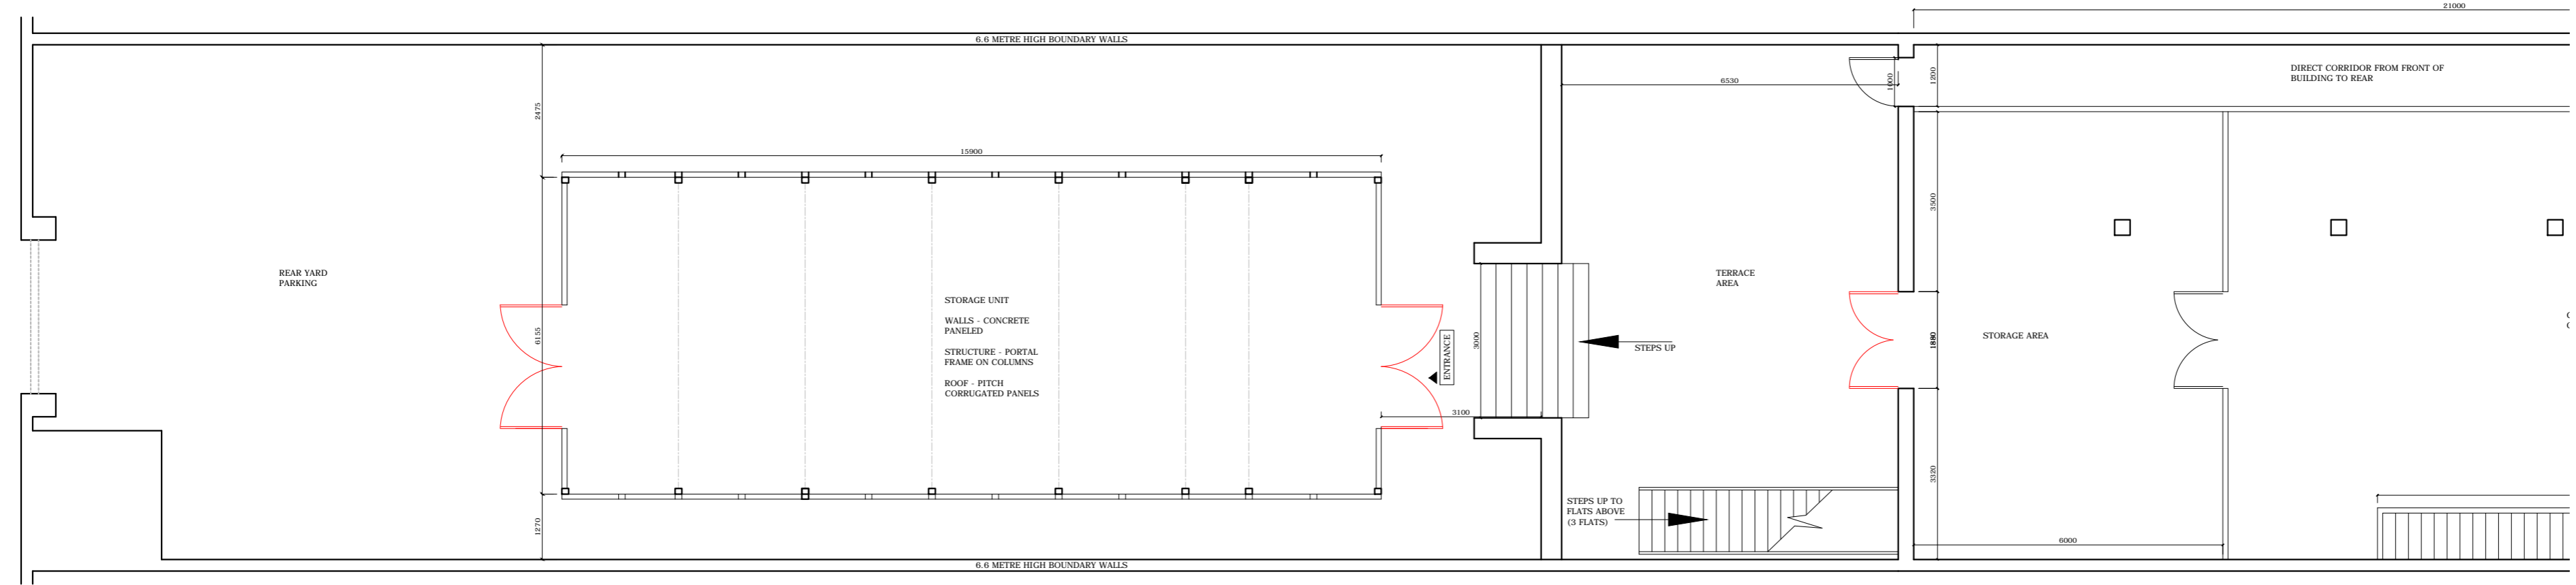 21000
6.6 METRE HIGH BOUNDARY WALLS
DIRECT CORRIDOR FROM FRONT OF
BUILDING TO REAR
6530
1000
1200
2475
15900
3500
REAR YARD
PARKING
TERRACE
AREA
STORAGE UNIT
WALLS - CONCRETE
PANELED
STRUCTURE - PORTAL
FRAME ON COLUMNS
ROOF - PITCH
CORRUGATED PANELS
6155
ENTRANCE
3000
STEPS UP
STORAGE AREA
3100
3320
STEPS UP TO
FLATS ABOVE
(3 FLATS)
1270
6000
6.6 METRE HIGH BOUNDARY WALLS